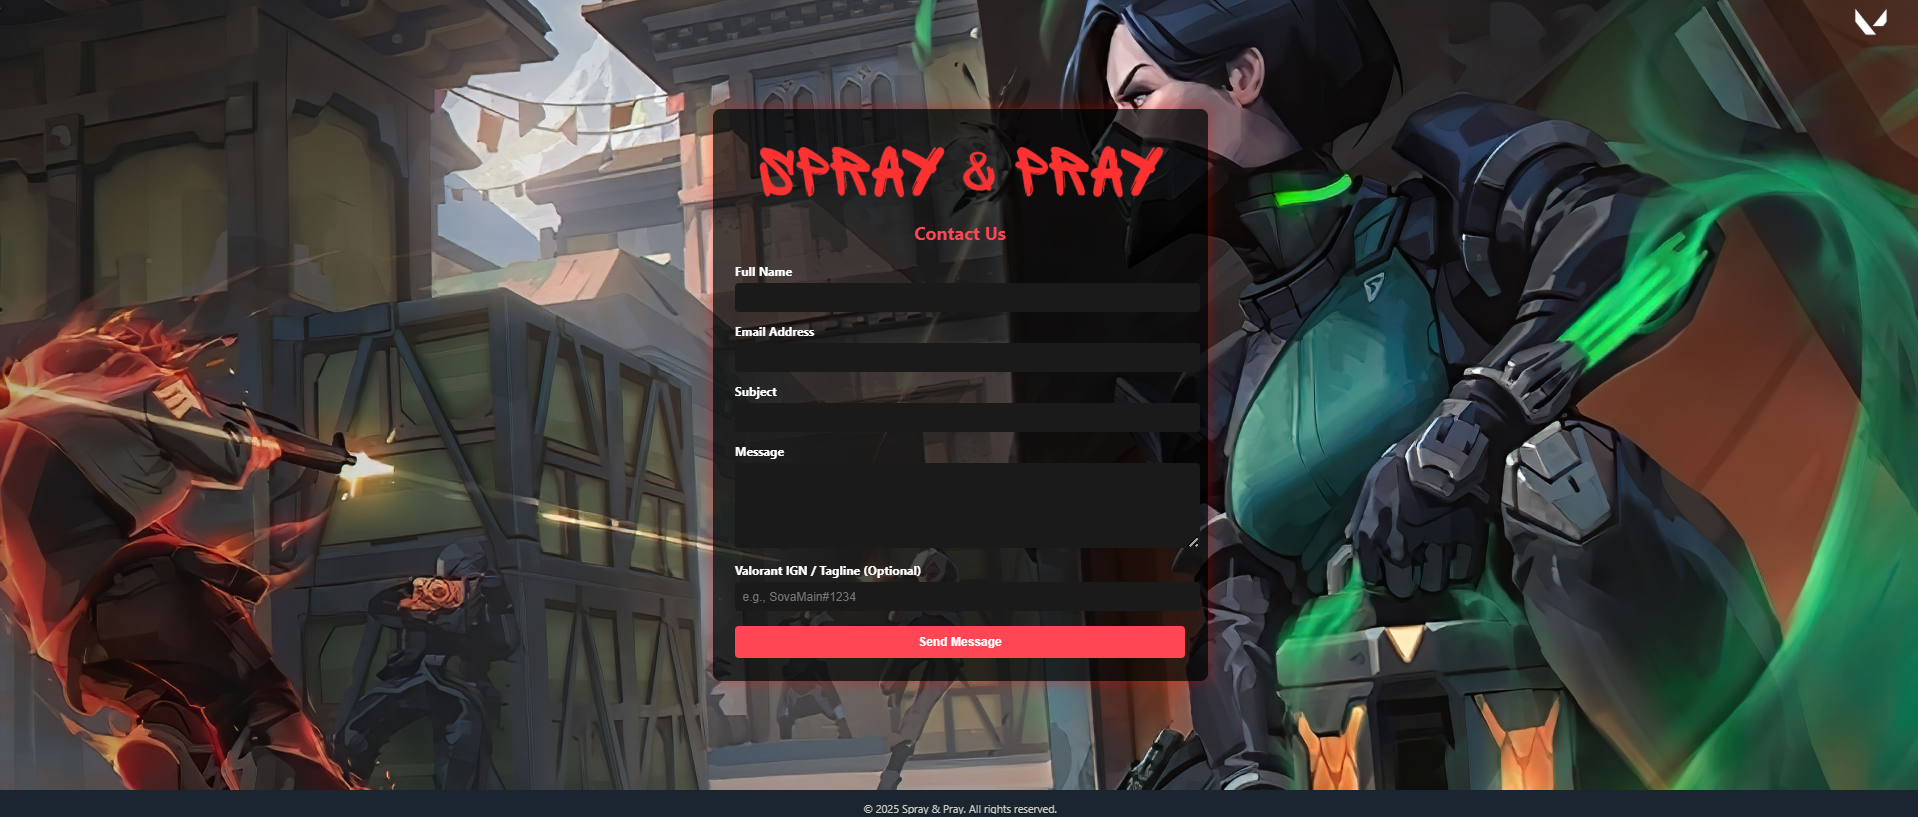 SPRAY & PRAY
Contact Us
Full Name
Email Address
Subject
Message
Valorant IGN / Tagline (Optional)
e.g., SovaMain#1234
Send Message
© 2025 Spray & Pray. All rights reserved.